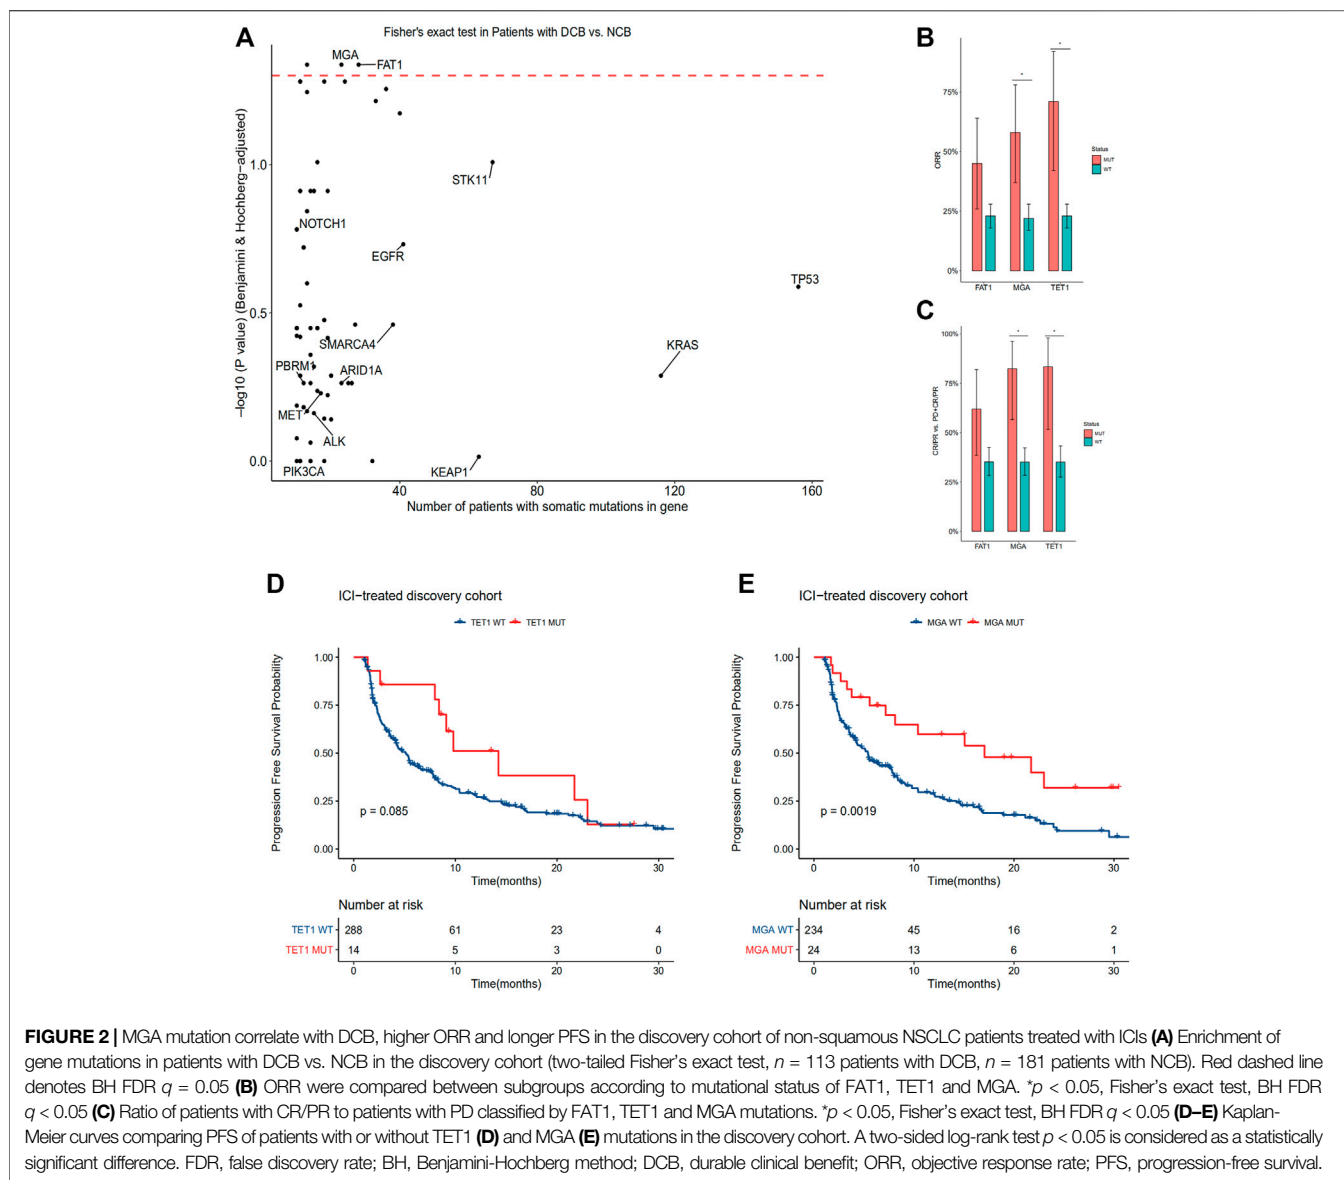 A
Fisher's exact test in Patients with DCB vs. NCB
−log10 (P value) (Benjamini & Hochberg−adjusted)
1.0
0.5
0.0
MGA
FAT1
STK11
NOTCH1
EGFR
TP53
SMARCA4
KRAS
PBRM1
ARID1A
MET
ALK
PIK3CA
KEAP1
40 80 120 160
Number of patients with somatic mutations in gene
B
ORR
75%
50%
25%
0%
* *
FAT1 MGA TET1
Status
MUT
WT
C
CR/PR vs. PD+CR/PR
100%
75%
50%
25%
0%
* *
FAT1 MGA TET1
Status
MUT
WT
D
ICI−treated discovery cohort
TET1 WT TET1 MUT
Progression Free Survival Probability
1.00
0.75
0.50
0.25
0.00
p = 0.085
0 10 20 30
Time(months)
Number at risk
TET1 WT 288 61 23 4
TET1 MUT 14 5 3 0
0 10 20 30
Time(months)
E
ICI−treated discovery cohort
MGA WT MGA MUT
Progression Free Survival Probability
1.00
0.75
0.50
0.25
0.00
p = 0.0019
0 10 20 30
Time(months)
Number at risk
MGA WT 234 45 16 2
MGA MUT 24 13 6 1
0 10 20 30
Time(months)
FIGURE 2 | MGA mutation correlate with DCB, higher ORR and longer PFS in the discovery cohort of non-squamous NSCLC patients treated with ICIs (A) Enrichment of
gene mutations in patients with DCB vs. NCB in the discovery cohort (two-tailed Fisher's exact test, n = 113 patients with DCB, n = 181 patients with NCB). Red dashed line
denotes BH FDR q = 0.05 (B) ORR were compared between subgroups according to mutational status of FAT1, TET1 and MGA. *p < 0.05, Fisher's exact test, BH FDR
q < 0.05 (C) Ratio of patients with CR/PR to patients with PD classified by FAT1, TET1 and MGA mutations. *p < 0.05, Fisher's exact test, BH FDR q < 0.05 (D–E) Kaplan-
Meier curves comparing PFS of patients with or without TET1 (D) and MGA (E) mutations in the discovery cohort. A two-sided log-rank test p < 0.05 is considered as a statistically
significant difference. FDR, false discovery rate; BH, Benjamini-Hochberg method; DCB, durable clinical benefit; ORR, objective response rate; PFS, progression-free survival.